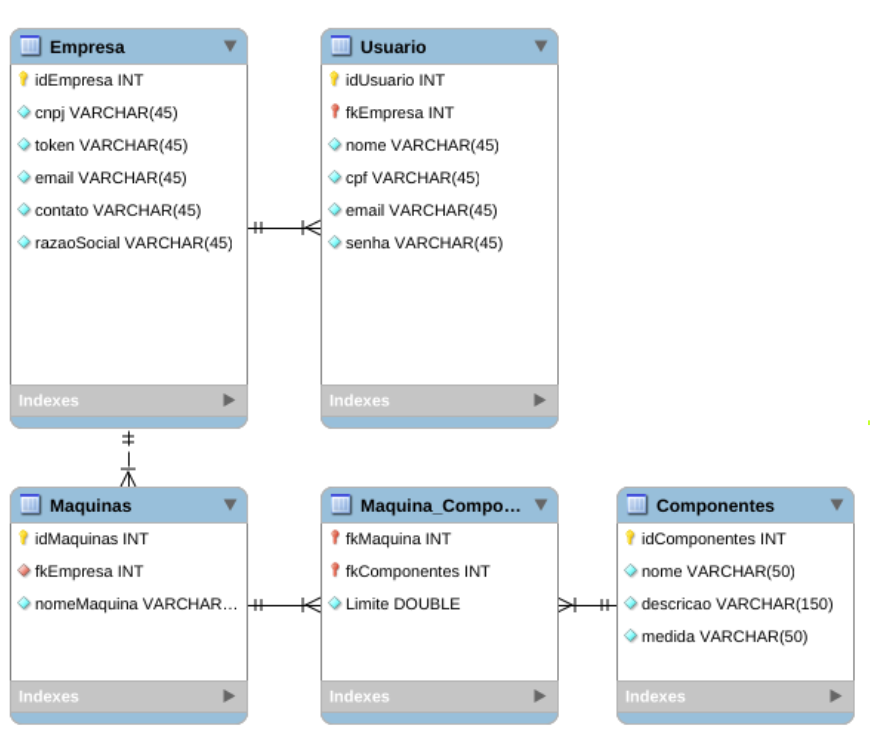 Empresa
idEmpresa INT
cnpj VARCHAR(45)
token VARCHAR(45)
email VARCHAR(45)
contato VARCHAR(45)
razaoSocial VARCHAR(45)
Indexes
Usuario
idUsuario INT
fkEmpresa INT
nome VARCHAR(45)
cpf VARCHAR(45)
email VARCHAR(45)
senha VARCHAR(45)
Indexes
Maquinas
idMaquinas INT
fkEmpresa INT
nomeMaquina VARCHAR...
Indexes
Maquina_Compo...
fkMaquina INT
fkComponentes INT
Limite DOUBLE
Indexes
Componentes
idComponentes INT
nome VARCHAR(50)
descricao VARCHAR(150)
medida VARCHAR(50)
Indexes